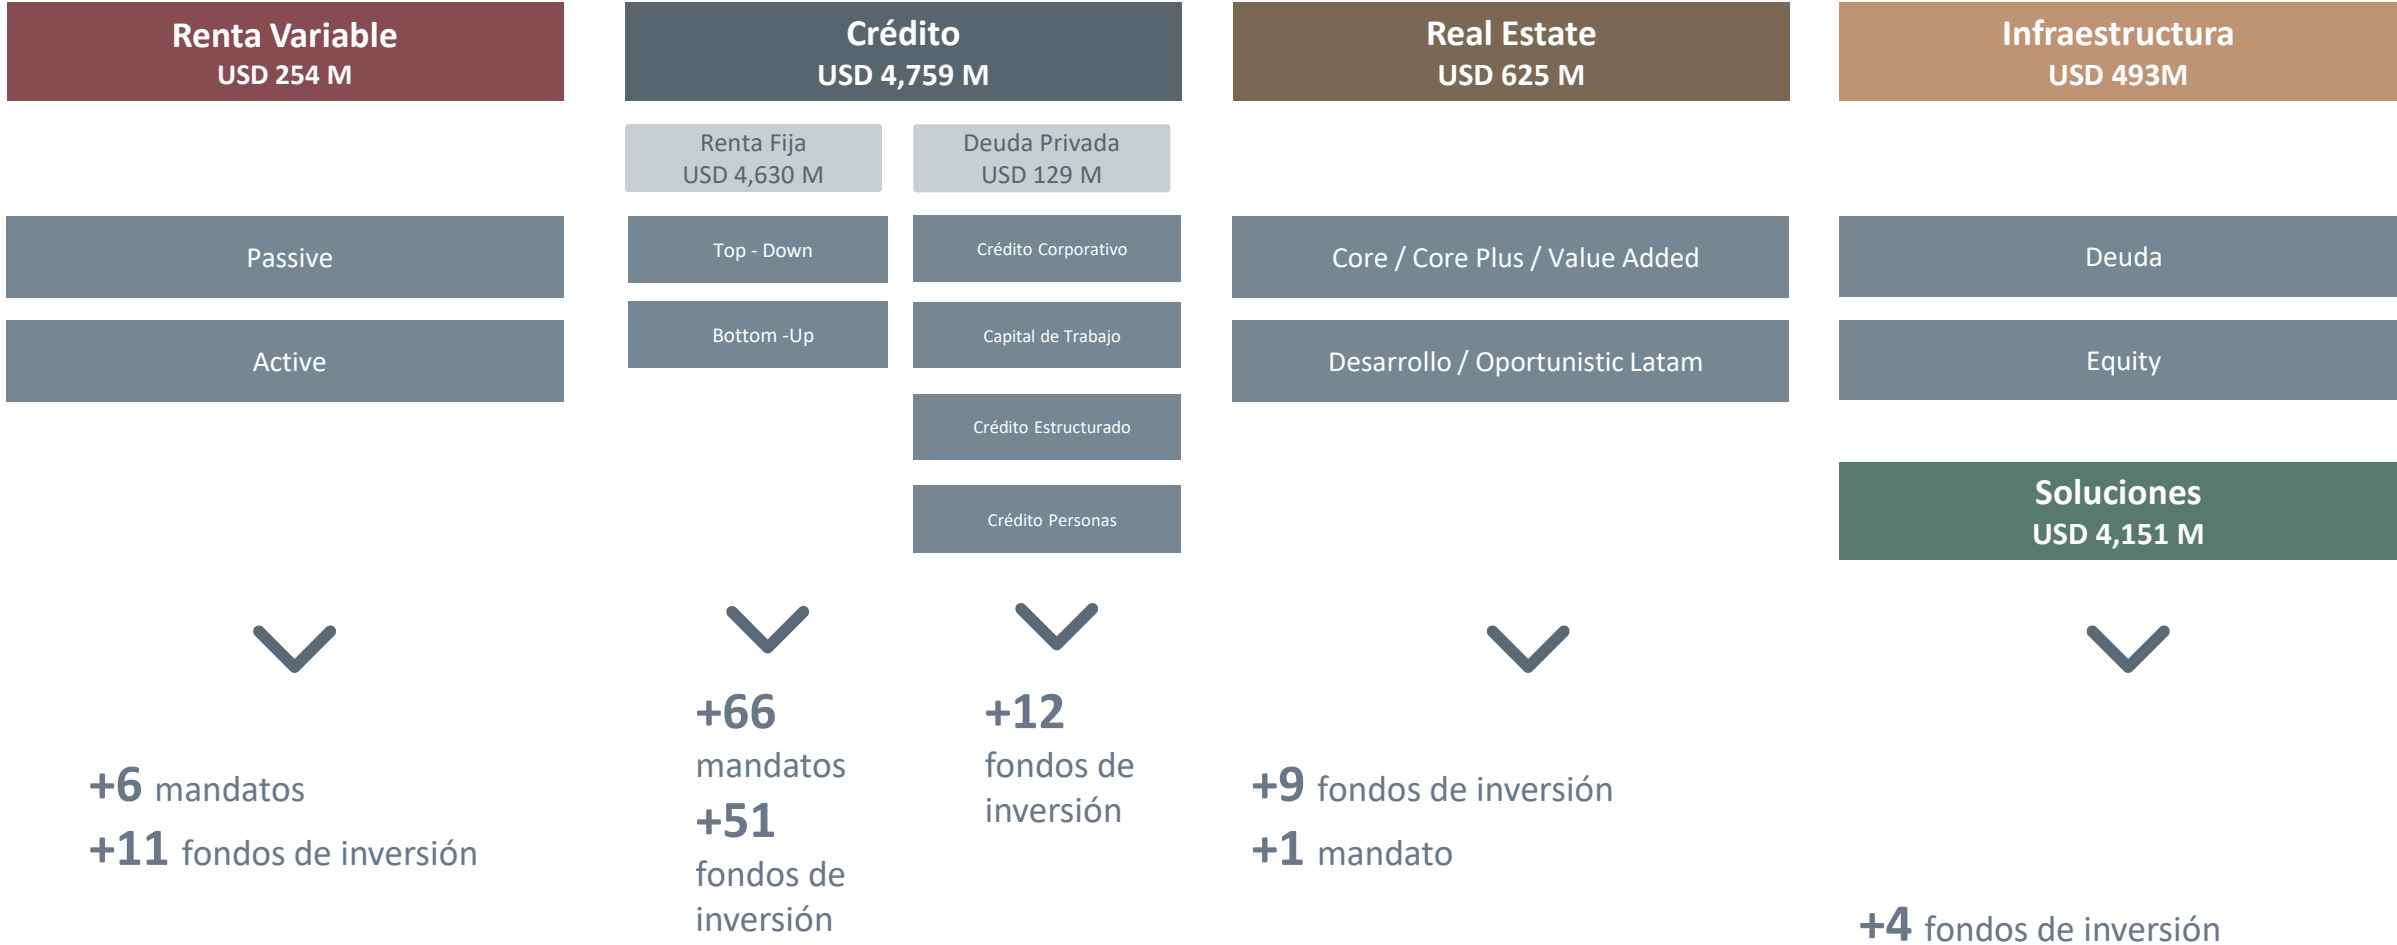 Renta Variable
USD 254 M
Passive
Active
+6 mandatos
+11 fondos de inversión
Crédito
USD 4,759 M
Renta Fija
USD 4,630 M
Top - Down
Bottom -Up
+66
mandatos
+51
fondos de
inversión
Deuda Privada
USD 129 M
Crédito Corporativo
Capital de Trabajo
Crédito Estructurado
Crédito Personas
+12
fondos de
inversión
Real Estate
USD 625 M
Core / Core Plus / Value Added
Desarrollo / Oportunistic Latam
+9 fondos de inversión
+1 mandato
Infraestructura
USD 493M
Deuda
Equity
Soluciones
USD 4,151 M
+4 fondos de inversión